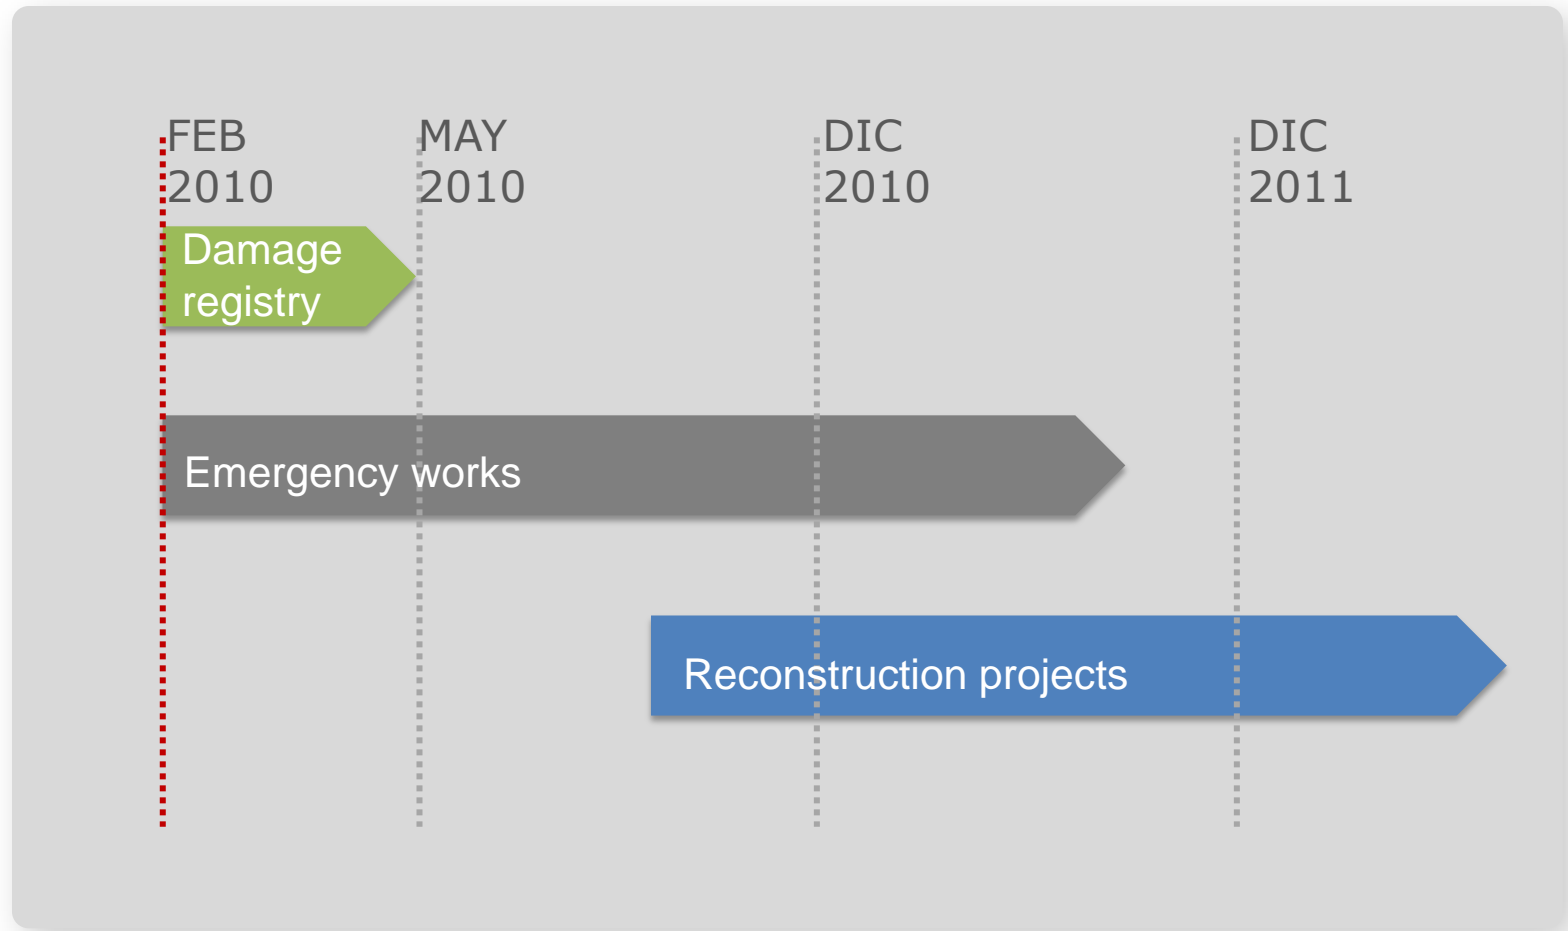 FEB
2010
MAY
2010
DIC
2010
DIC
2011
Damage
registry
Emergency works
Reconstruction projects